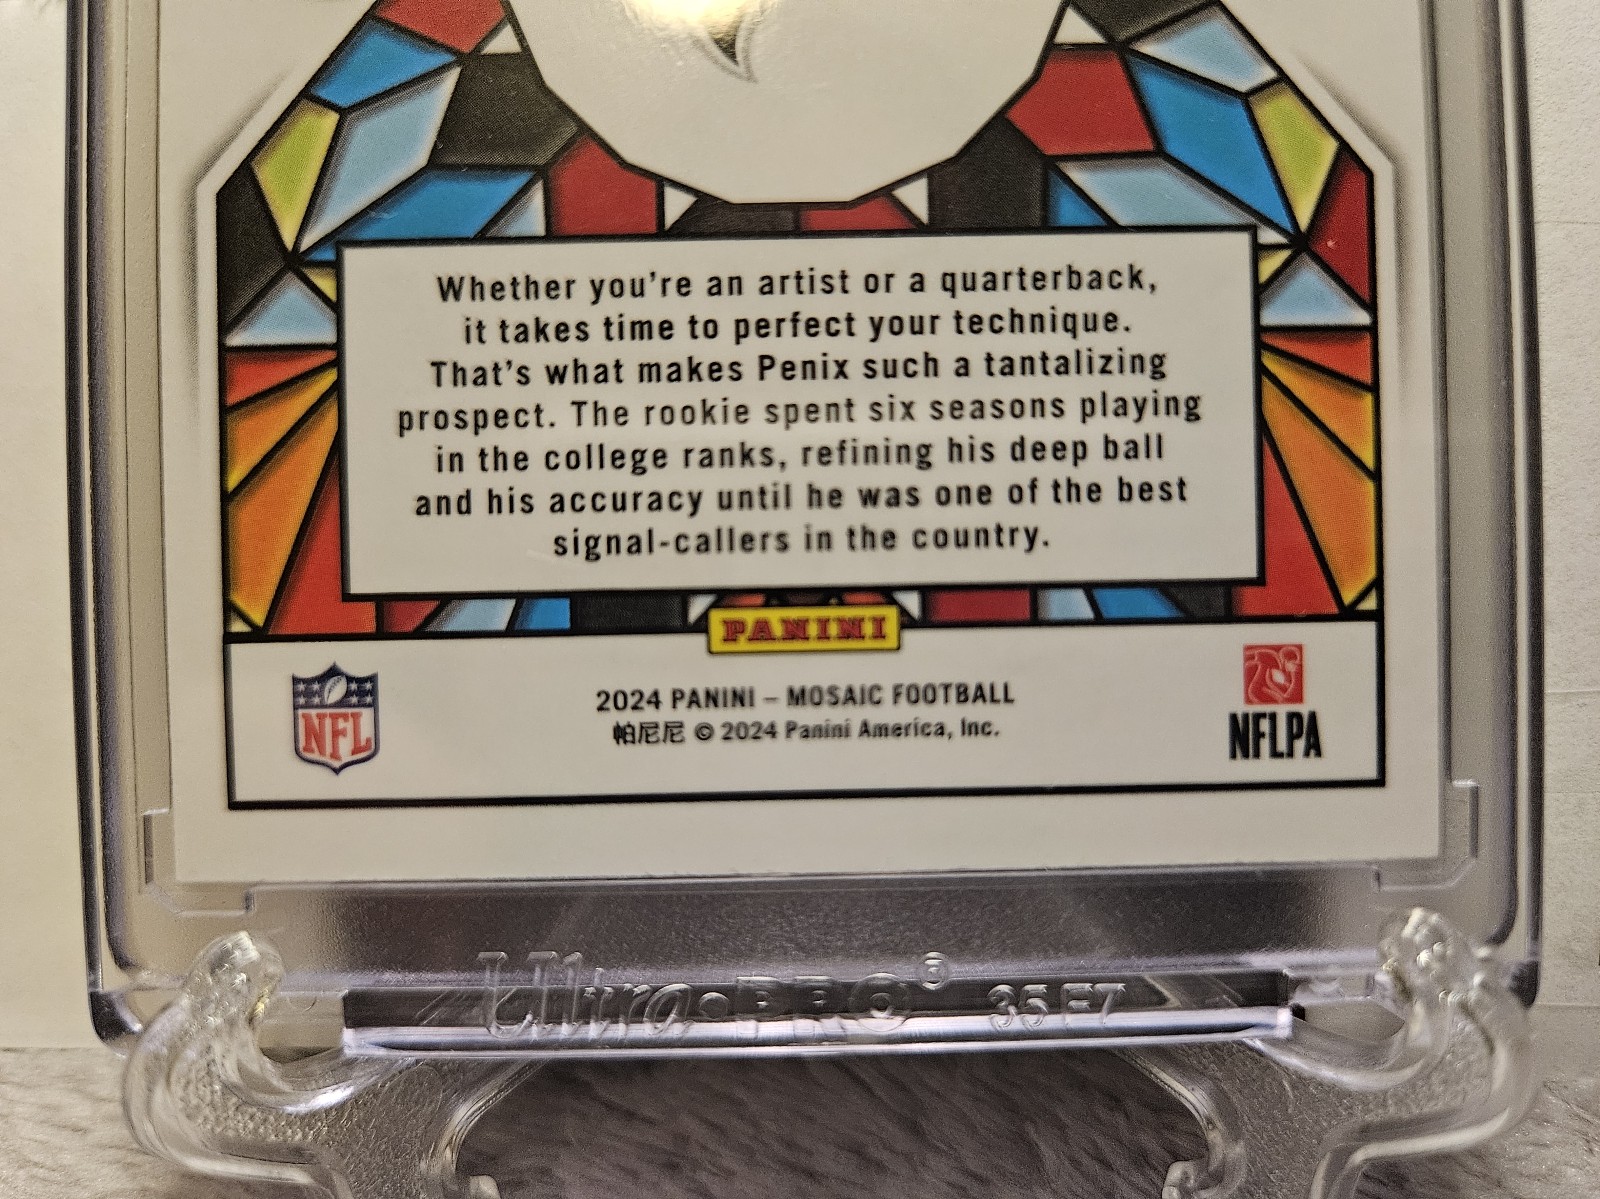 Whether you're an artist or a quarterback,
it takes time to perfect your technique.
That's what makes Penix such a tantalizing
prospect. The rookie spent six seasons playing
in the college ranks, refining his deep ball
and his accuracy until he was one of the best
signal-callers in the country.
PANINI
NFL
2024 PANINI – MOSAIC FOOTBALL
帕尼尼 © 2024 Panini America, Inc.
NFLPA
Ultra•PRO® 35E7